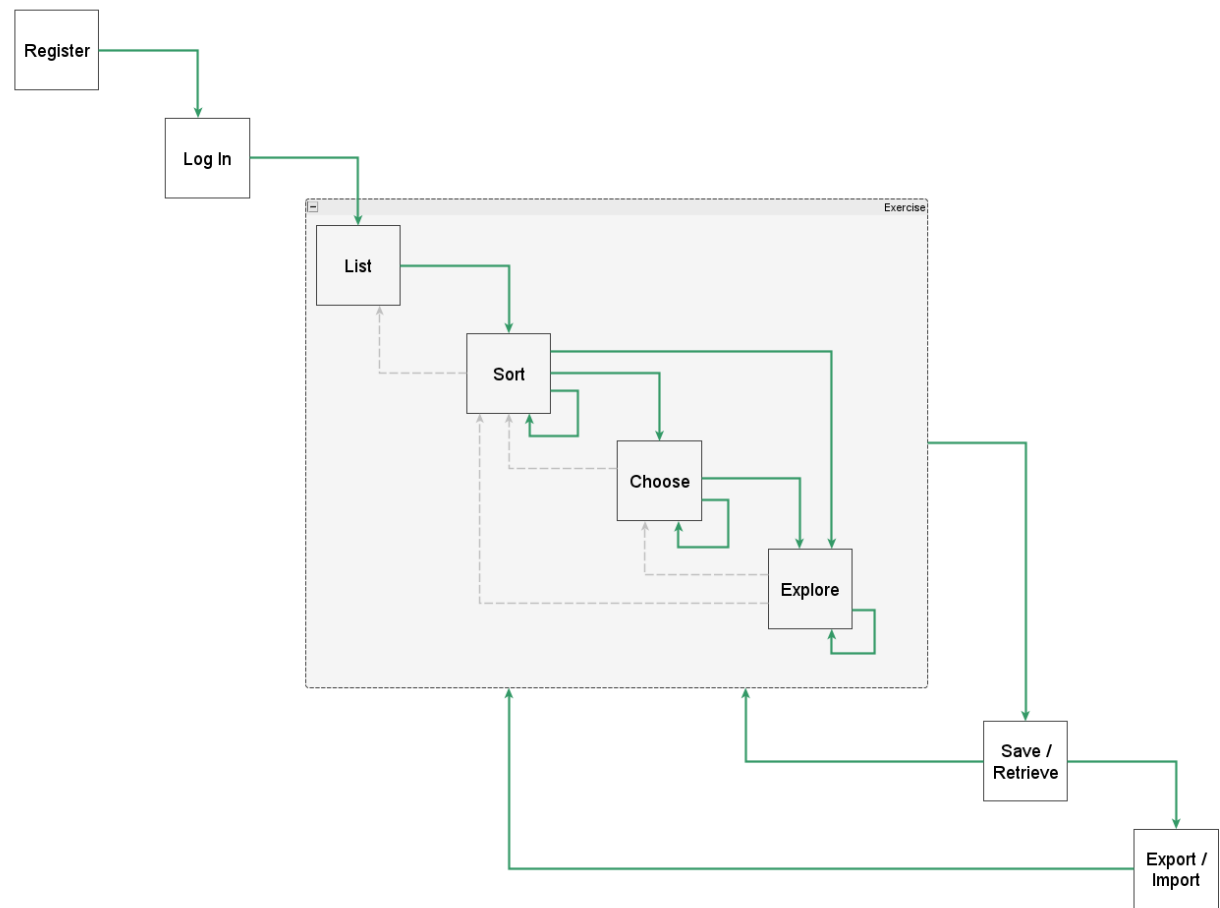 Register
Log In
Exercise
List
Sort
Choose
Explore
Save /
Retrieve
Export /
Import